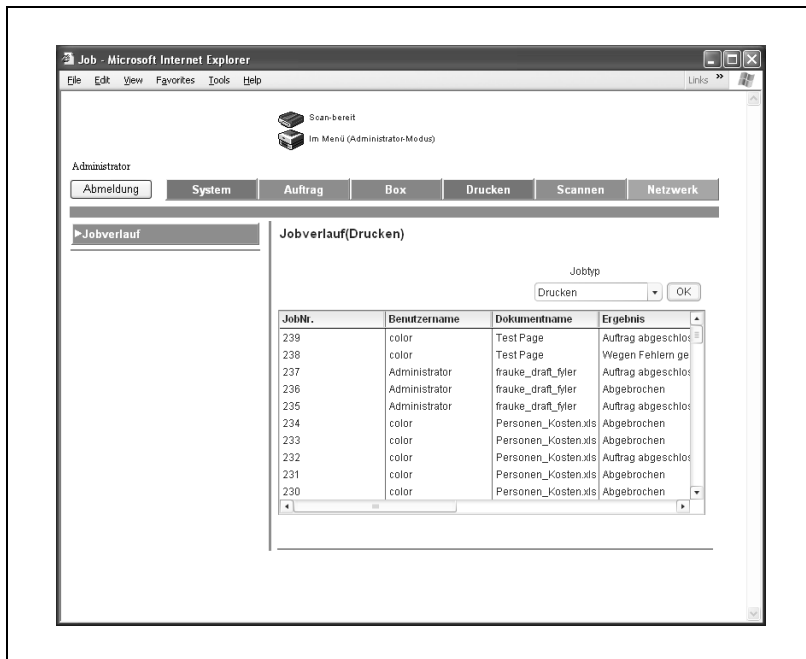 Job - Microsoft Internet Explorer
File Edit View Favorites Tools Help Links »
Scan-bereit
Im Menü (Administrator-Modus)
Administrator
Abmeldung System Auftrag Box Drucken Scannen Netzwerk
Jobverlauf
Jobverlauf(Drucken)
Jobtyp
Drucken OK
JobNr. Benutzername Dokumentname Ergebnis
239 color Test Page Auftrag abgeschlos
238 color Test Page Wegen Fehlern ge
237 Administrator frauke_draft_fyler Auftrag abgeschlos
236 Administrator frauke_draft_fyler Abgebrochen
235 Administrator frauke_draft_fyler Auftrag abgeschlos
234 color Personen_Kosten.xls Abgebrochen
233 color Personen_Kosten.xls Abgebrochen
232 color Personen_Kosten.xls Auftrag abgeschlos
231 color Personen_Kosten.xls Abgebrochen
230 color Personen_Kosten.xls Abgebrochen